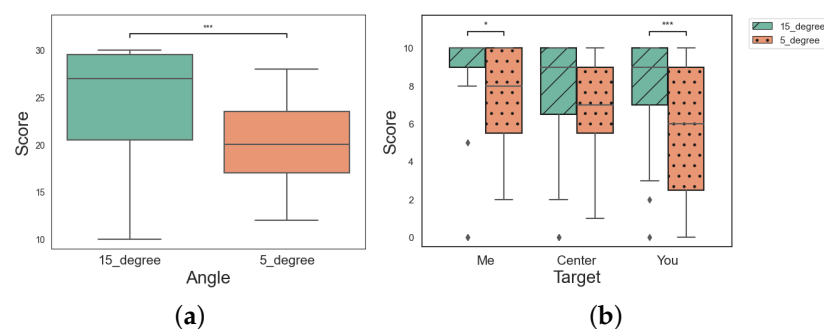 ***
30
25
20
15
10
Score
15_degree
5_degree
Angle
(a)
15_degree
5_degree
*
***
10
8
6
4
2
0
Score
Me
Center
You
Target
(b)